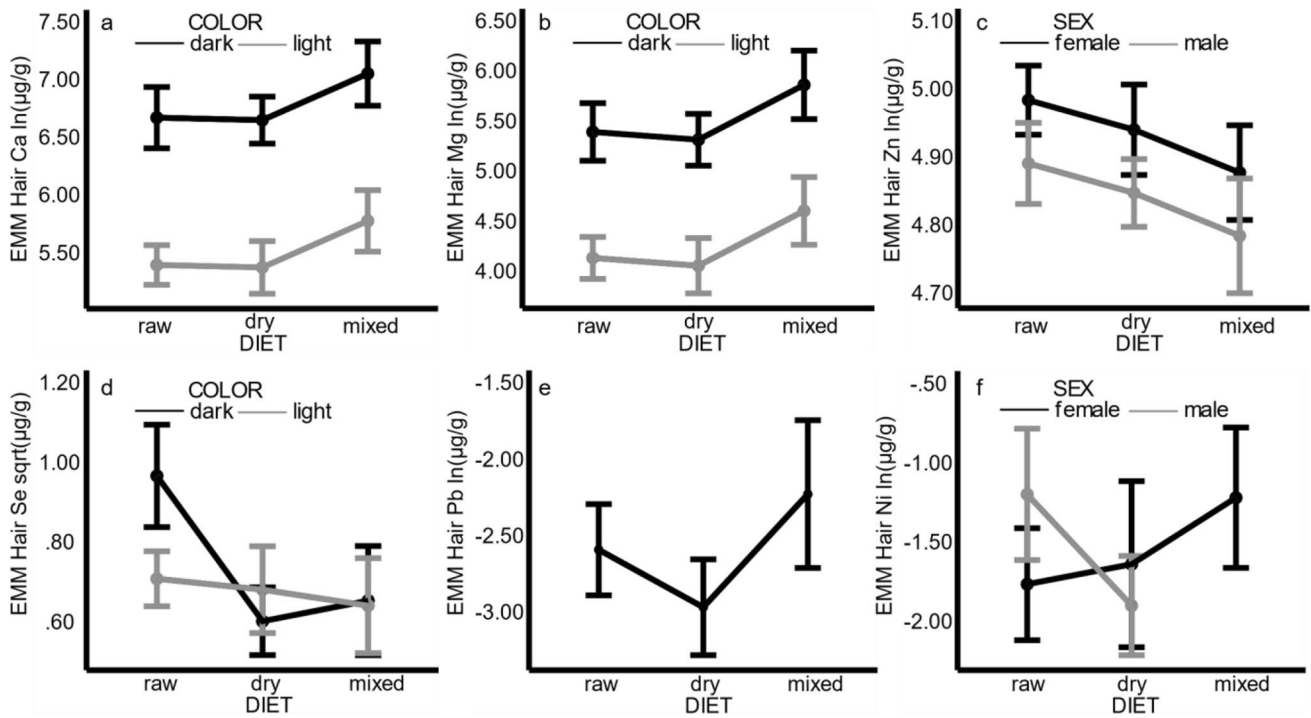 a
COLOR
dark light
EMM Hair Ca ln(µg/g)
7.50
7.00
6.50
6.00
5.50
raw dry mixed
DIET
b
COLOR
dark light
EMM Hair Mg ln(µg/g)
6.50
6.00
5.50
5.00
4.50
4.00
raw dry mixed
DIET
c
SEX
female male
EMM Hair Zn ln(µg/g)
5.10
5.00
4.90
4.80
4.70
raw dry mixed
DIET
d
COLOR
dark light
EMM Hair Se sqrt(µg/g)
1.20
1.00
.80
.60
raw dry mixed
DIET
e
EMM Hair Pb ln(µg/g)
-1.50
-2.00
-2.50
-3.00
raw dry mixed
DIET
f
SEX
female male
EMM Hair Ni ln(µg/g)
-.50
-1.00
-1.50
-2.00
raw dry mixed
DIET